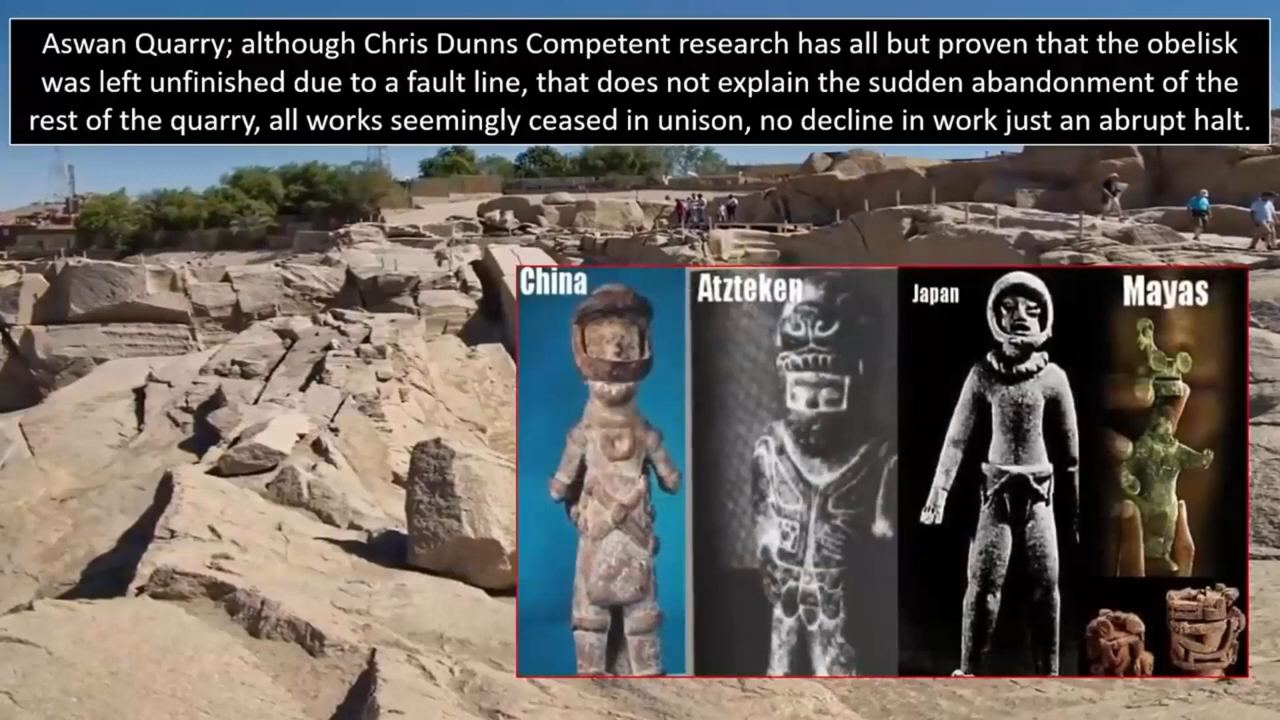 Aswan Quarry; although Chris Dunns Competent research has all but proven that the obelisk
was left unfinished due to a fault line, that does not explain the sudden abandonment of the
rest of the quarry, all works seemingly ceased in unison, no decline in work just an abrupt halt.
China
Atzteken
Japan
Mayas